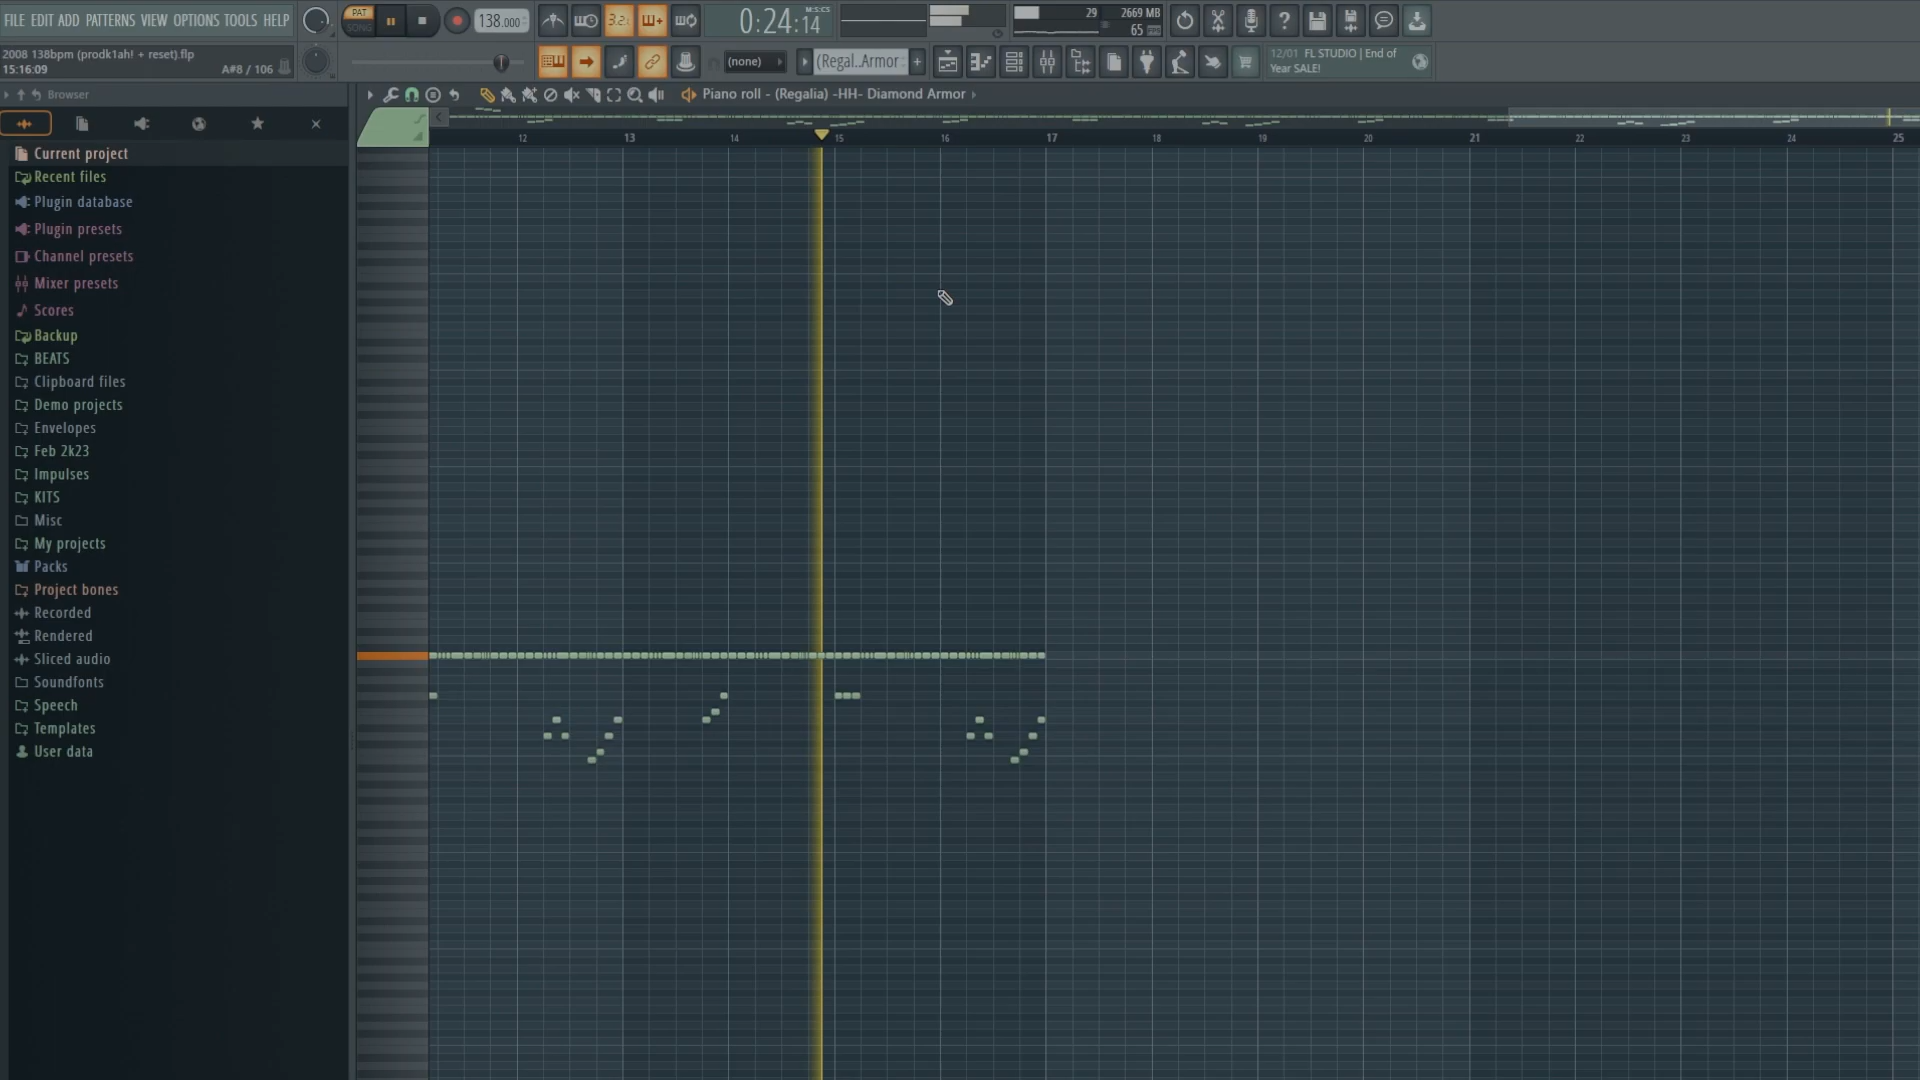 FILE EDIT ADD PATTERNS VIEW OPTIONS TOOLS HELP
PAT
SONG
138.000
3.2.
0:24:14
M:S:CS
29
2669 MB
65
2008 138bpm (prodk1ah! + reset).flp
15:16:09
A#8 / 106
(none)
(Regal..Armor
12/01 FL STUDIO | End of
Year SALE!
Browser
Piano roll - (Regalia) -HH- Diamond Armor
12 13 14 15 16 17 18 19 20 21 22 23 24 25
Current project
Recent files
Plugin database
Plugin presets
Channel presets
Mixer presets
Scores
Backup
BEATS
Clipboard files
Demo projects
Envelopes
Feb 2k23
Impulses
KITS
Misc
My projects
Packs
Project bones
Recorded
Rendered
Sliced audio
Soundfonts
Speech
Templates
User data